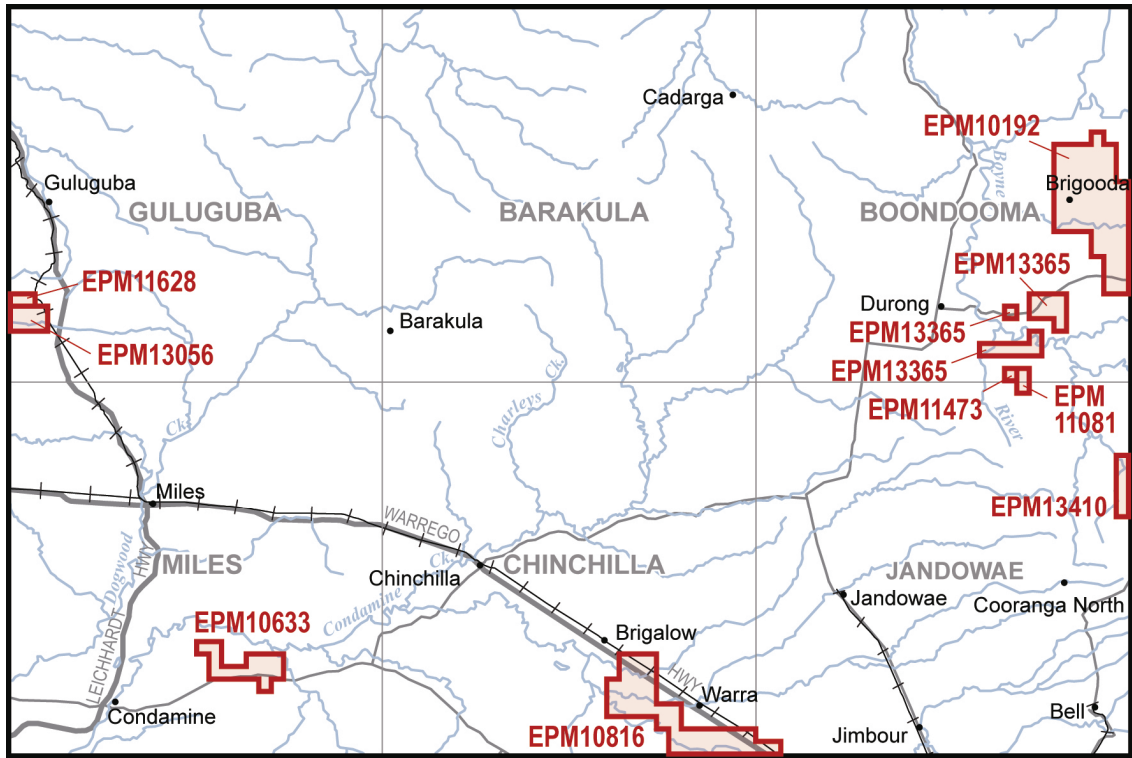 Cadarga
EPM10192
Boyne
Guluguba
Brigooda
GULUGUBA
BARAKULA
BOONDOOMA
EPM13365
EPM11628
Durong
Barakula
EPM13365
EPM13056
EPM13365
Ck.
EPM
11081
EPM11473
Charleys
River
Ck.
Miles
EPM13410
WARREGO
Dogwood
HWY
MILES
Ck.
CHINCHILLA
JANDOWAE
Chinchilla
Jandowae
Cooranga North
Condamine
EPM10633
Brigalow
LEICHHARDT
HWY
Warra
Condamine
Bell
EPM10816
Jimbour